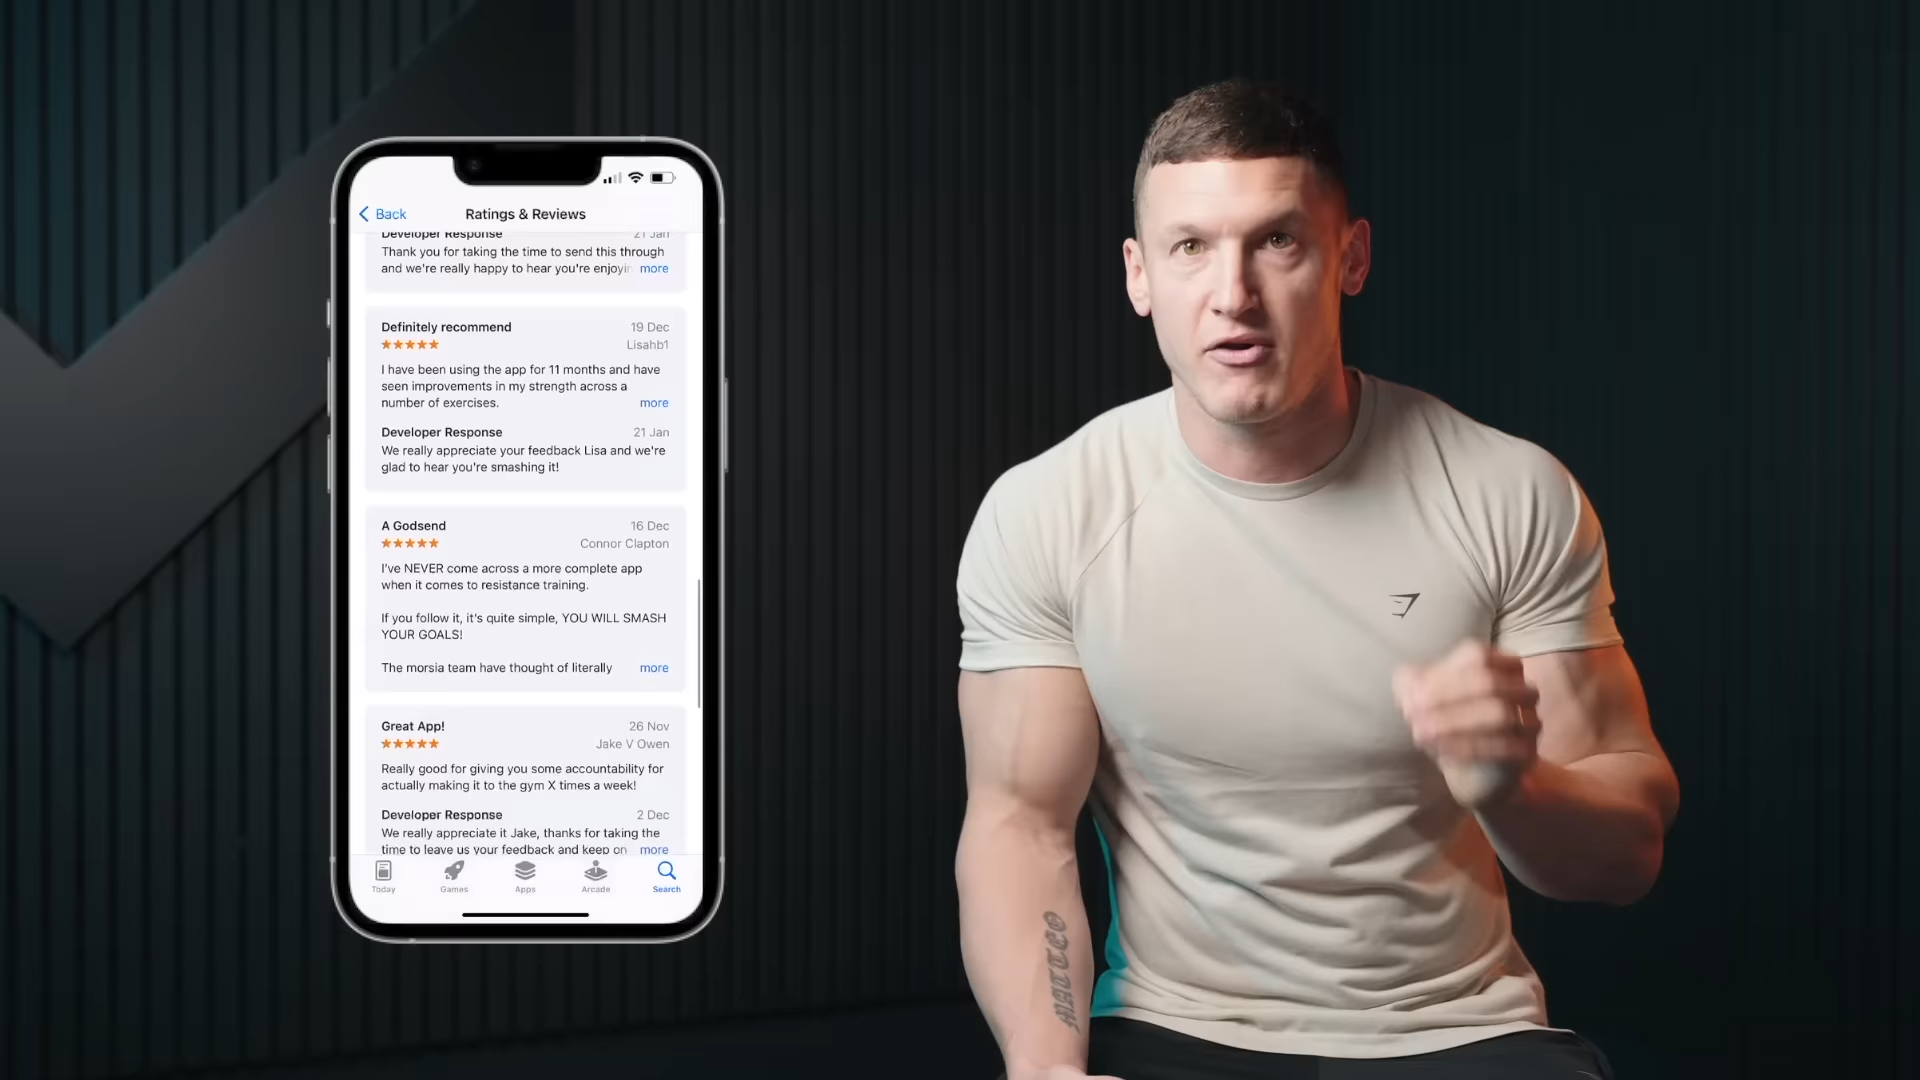 Back
Ratings & Reviews
Developer Response
21 Jan
Thank you for taking the time to send this through
and we're really happy to hear you're enjoyin more
Definitely recommend
19 Dec
Lisahb1
I have been using the app for 11 months and have
seen improvements in my strength across a
number of exercises.
more
Developer Response
21 Jan
We really appreciate your feedback Lisa and we're
glad to hear you're smashing it!
A Godsend
16 Dec
Connor Clapton
I've NEVER come across a more complete app
when it comes to resistance training.
If you follow it, it's quite simple, YOU WILL SMASH
YOUR GOALS!
The morsia team have thought of literally
more
Great App!
26 Nov
Jake V Owen
Really good for giving you some accountability for
actually making it to the gym X times a week!
Developer Response
2 Dec
We really appreciate it Jake, thanks for taking the
time to leave us your feedback and keep on more
Today
Games
Apps
Arcade
Search
MATTEO